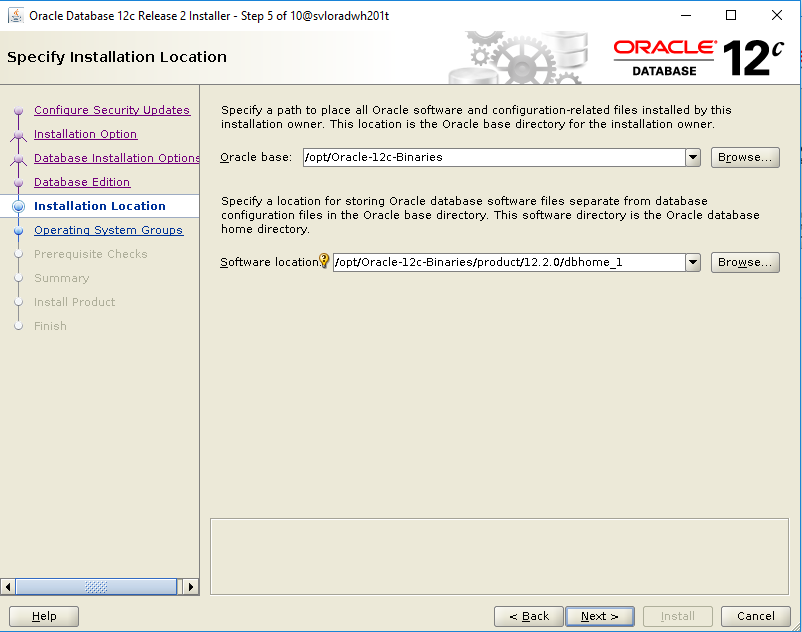 Oracle Database 12c Release 2 Installer - Step 5 of 10@svloradwh201t
Specify Installation Location
ORACLE®
DATABASE
12c
Configure Security Updates
Installation Option
Database Installation Options
Database Edition
Installation Location
Operating System Groups
Prerequisite Checks
Summary
Install Product
Finish
Specify a path to place all Oracle software and configuration-related files installed by this
installation owner. This location is the Oracle base directory for the installation owner.
Oracle base: /opt/Oracle-12c-Binaries Browse...
Specify a location for storing Oracle database software files separate from database
configuration files in the Oracle base directory. This software directory is the Oracle database
home directory.
Software location: /opt/Oracle-12c-Binaries/product/12.2.0/dbhome_1 Browse...
Help < Back Next > Install Cancel